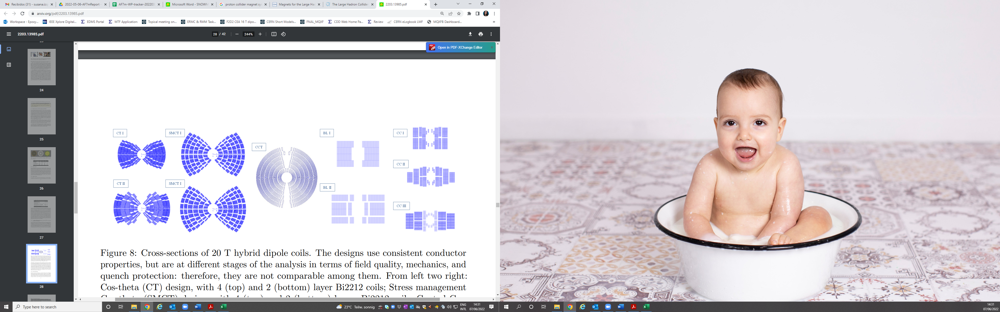 Recibidos (31) - susana.izq
2022-05-06-AF7mReport -
AF7m-WP-tracker-202203
Microsoft Word - SNOWM
proton collider magnet sy
Magnets for the Large Ha
The Large Hadron Collider
2203.13985.pdf
arxiv.org/pdf/2203.13985.pdf
Workspace - Epoxy...
IEEE Xplore Digital...
EDMS Portal
MTF Application:
Topical meeting on...
ERMC & RMM Task...
F2D2 CEA 16 T dipo...
CERN Short Models...
FNAL_MQXF
CDD Web Home Pa...
Review
CERN eLogbook LMF
MQXFB Dashboard...
2203.13985.pdf
28 / 42
244%
Open in PDF-XChange Editor
24
25
26
27
28
CT I
SMCT I
CCT
BL I
CC I
CC II
CT II
SMCT I
BL II
CC III
Figure 8: Cross-sections of 20 T hybrid dipole coils. The designs use consistent conductor
properties, but are at different stages of the analysis in terms of field quality, mechanics, and
quench protection: therefore, they are not comparable among them. From left two right:
Cos-theta (CT) design, with 4 (top) and 2 (bottom) layer Bi2212 coils; Stress management
Type here to search
23°C Teilw. sonnig
ENG
INTL
14:31
07/06/2022
14:31
07/06/2022